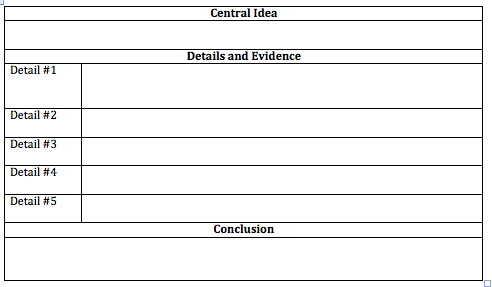 Central Idea
Details and Evidence
Detail #1
Detail #2
Detail #3
Detail #4
Detail #5
Conclusion